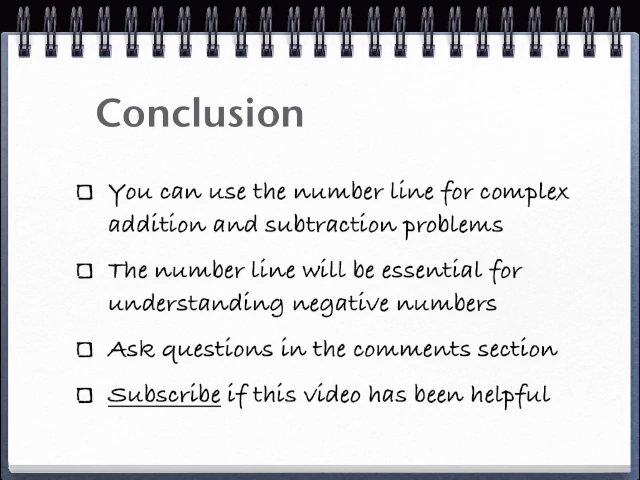 Conclusion
You can use the number line for complex
addition and subtraction problems
The number line will be essential for
understanding negative numbers
Ask questions in the comments section
Subscribe if this video has been helpful